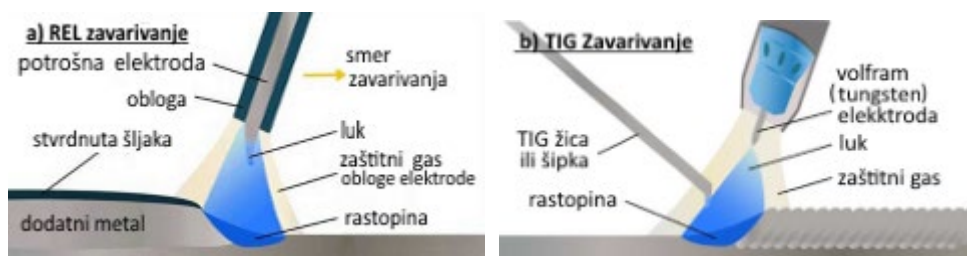 a) REL zavarivanje
potrošna elektroda
obloga
stvrdnuta šljaka
dodatni metal
smer
zavarivanja
luk
zaštitni gas
obloge elektrode
rastopina
b) TIG Zavarivanje
TIG žica
ili šipka
rastopina
volfram
(tungsten)
elekktroda
luk
zaštitni gas